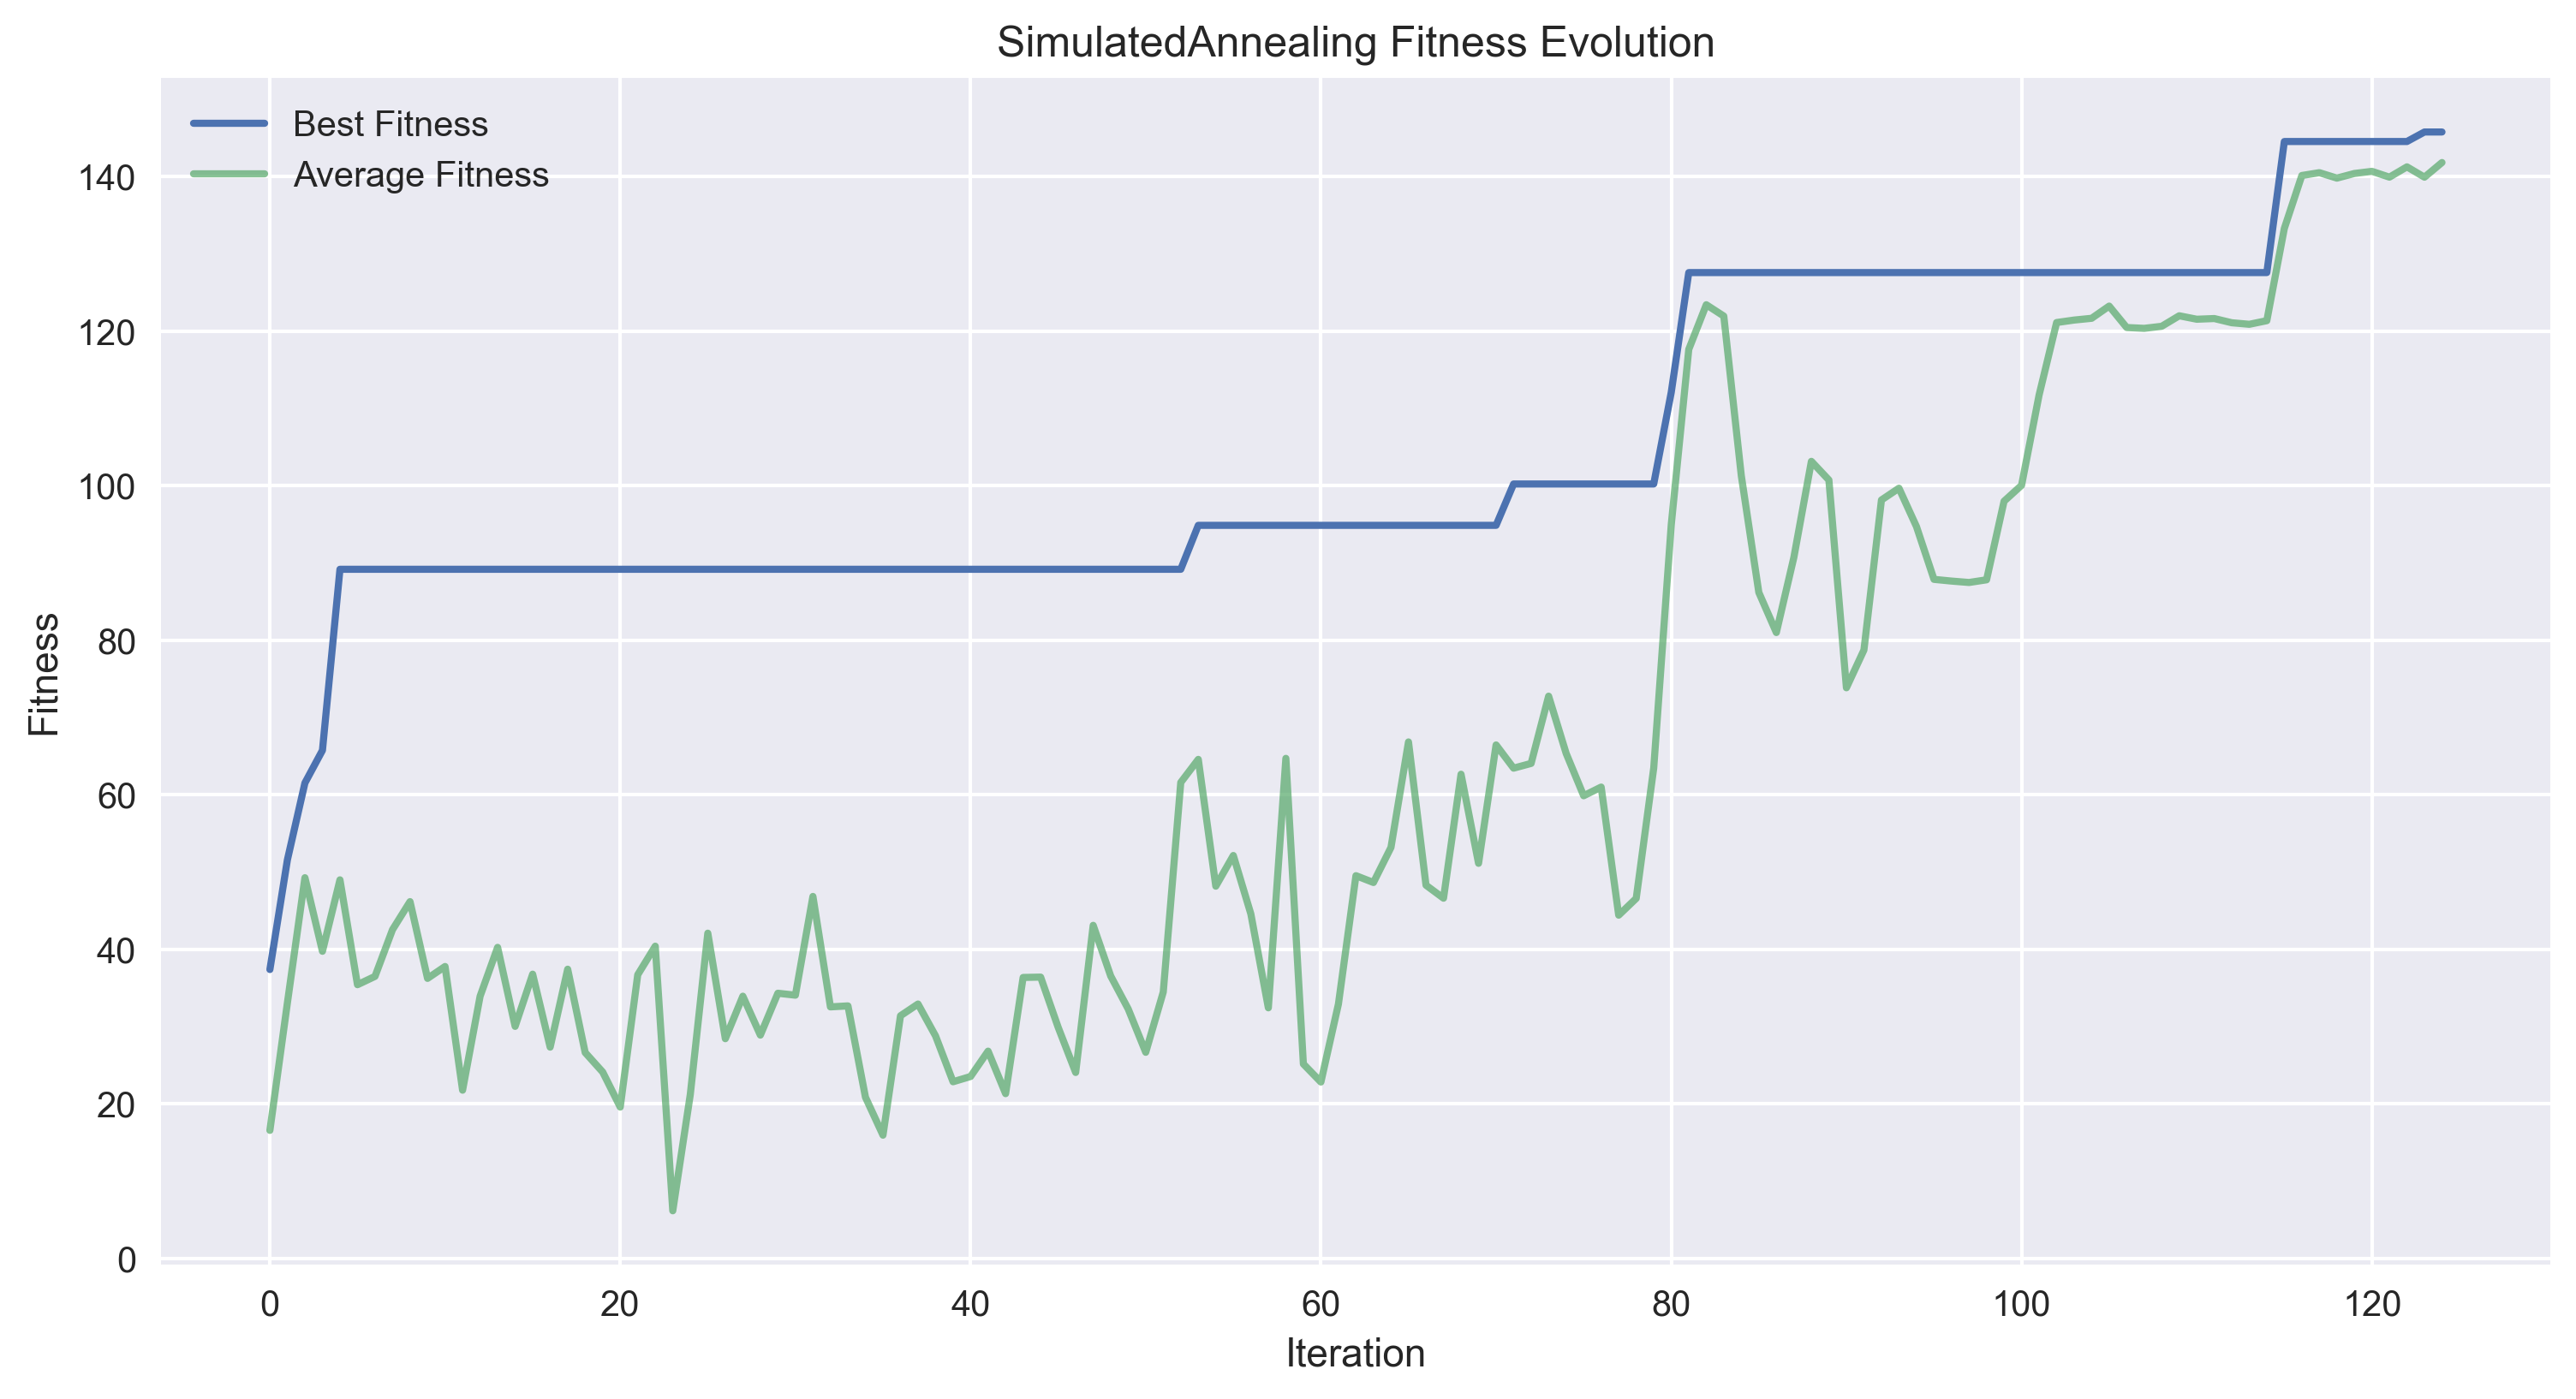 SimulatedAnnealing Fitness Evolution
Best Fitness
Average Fitness
140
120
100
80
60
40
20
0
Fitness
0 20 40 60 80 100 120
Iteration